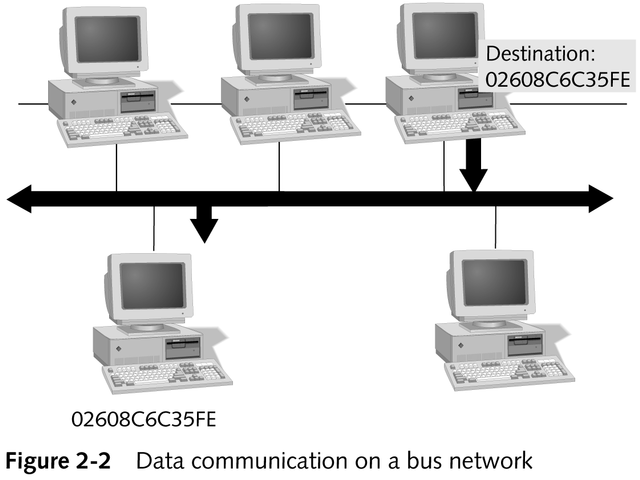 Destination:
02608C6C35FE
02608C6C35FE
Figure 2-2 Data communication on a bus network